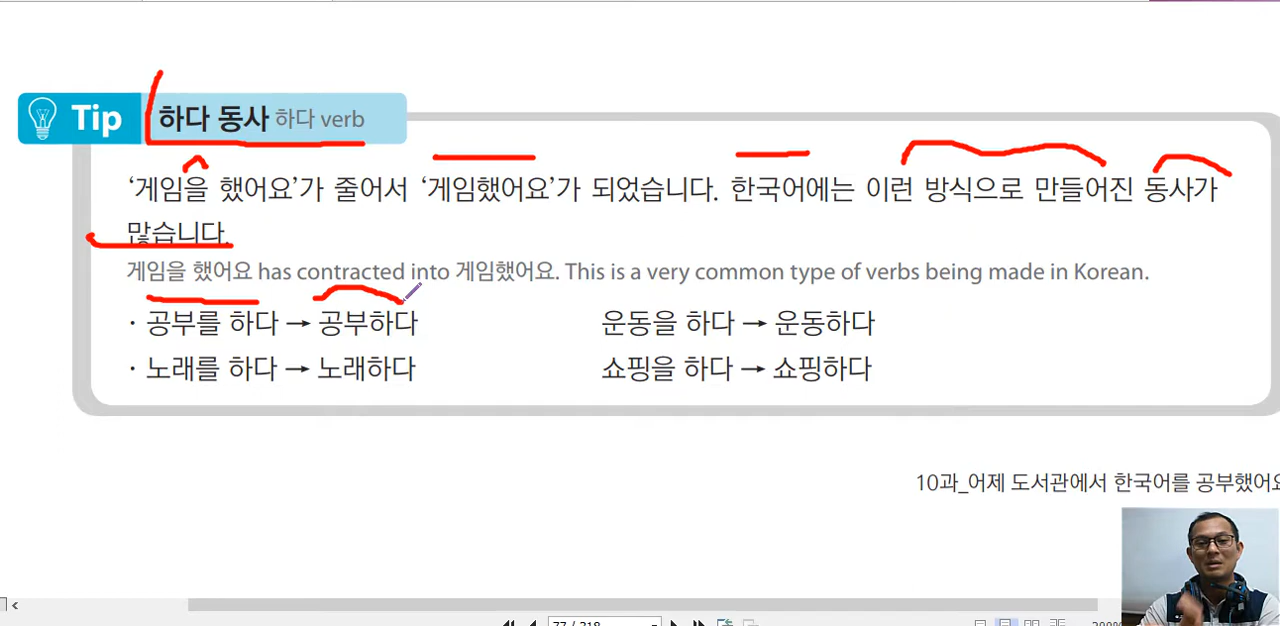 Tip 하다 동사 하다 verb
‘게임을 했어요’가 줄어서 ‘게임했어요’가 되었습니다. 한국어에는 이런 방식으로 만들어진 동사가
많습니다.
게임을 했어요 has contracted into 게임했어요. This is a very common type of verbs being made in Korean.
· 공부를 하다 → 공부하다 운동을 하다 → 운동하다
· 노래를 하다 → 노래하다 쇼핑을 하다 → 쇼핑하다
10과_어제 도서관에서 한국어를 공부했어요
77 / 218